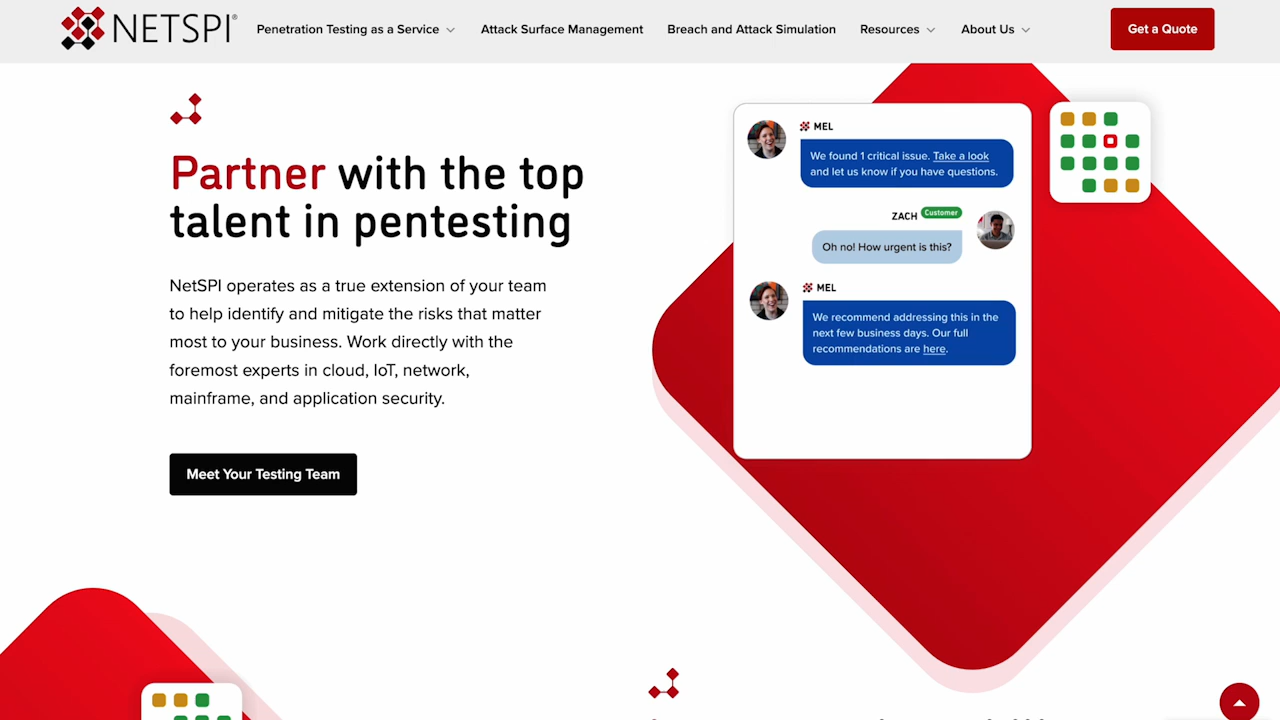 NETSPI®
Penetration Testing as a Service
Attack Surface Management
Breach and Attack Simulation
Resources
About Us
Get a Quote
Partner with the top
talent in pentesting
NetSPI operates as a true extension of your team
to help identify and mitigate the risks that matter
most to your business. Work directly with the
foremost experts in cloud, IoT, network,
mainframe, and application security.
Meet Your Testing Team
MEL
We found 1 critical issue. Take a look
and let us know if you have questions.
ZACH Customer
Oh no! How urgent is this?
MEL
We recommend addressing this in the
next few business days. Our full
recommendations are here.